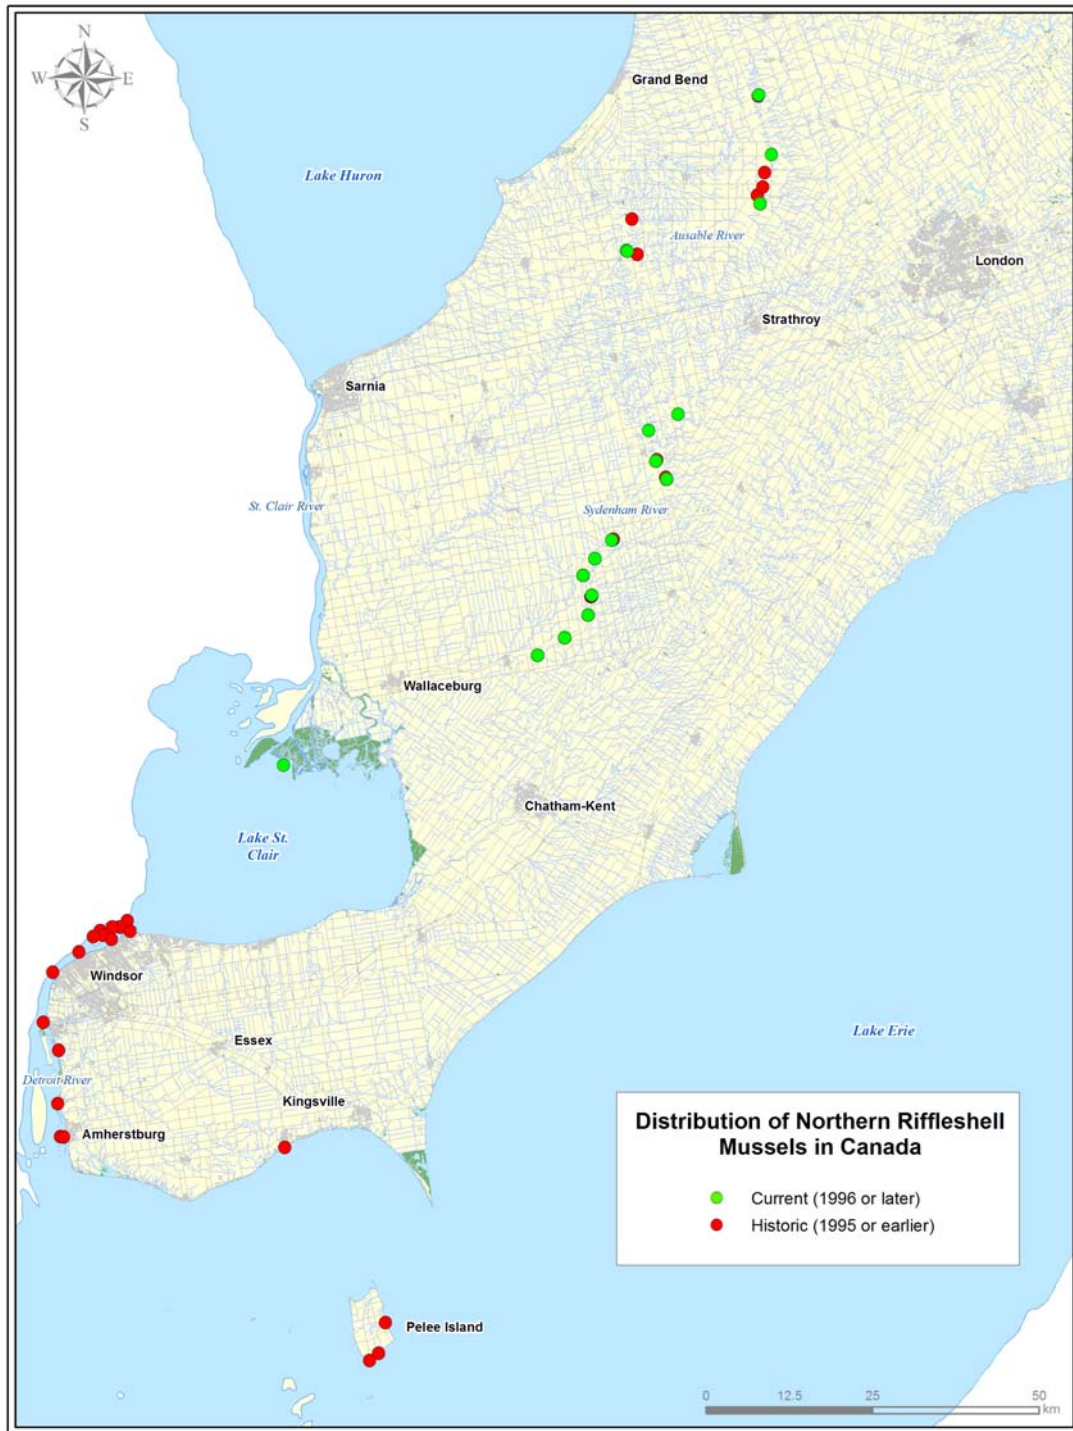 N
W E
S
Grand Bend
Lake Huron
Ausable River
London
Strathroy
Sarnia
St. Clair River
Sydenham River
Wallaceburg
Chatham-Kent
Lake St.
Clair
Windsor
Essex
Lake Erie
Detroit River
Kingsville
Amherstburg
Distribution of Northern Riffleshell
Mussels in Canada
Current (1996 or later)
Historic (1995 or earlier)
Pelee Island
0 12.5 25 50
km